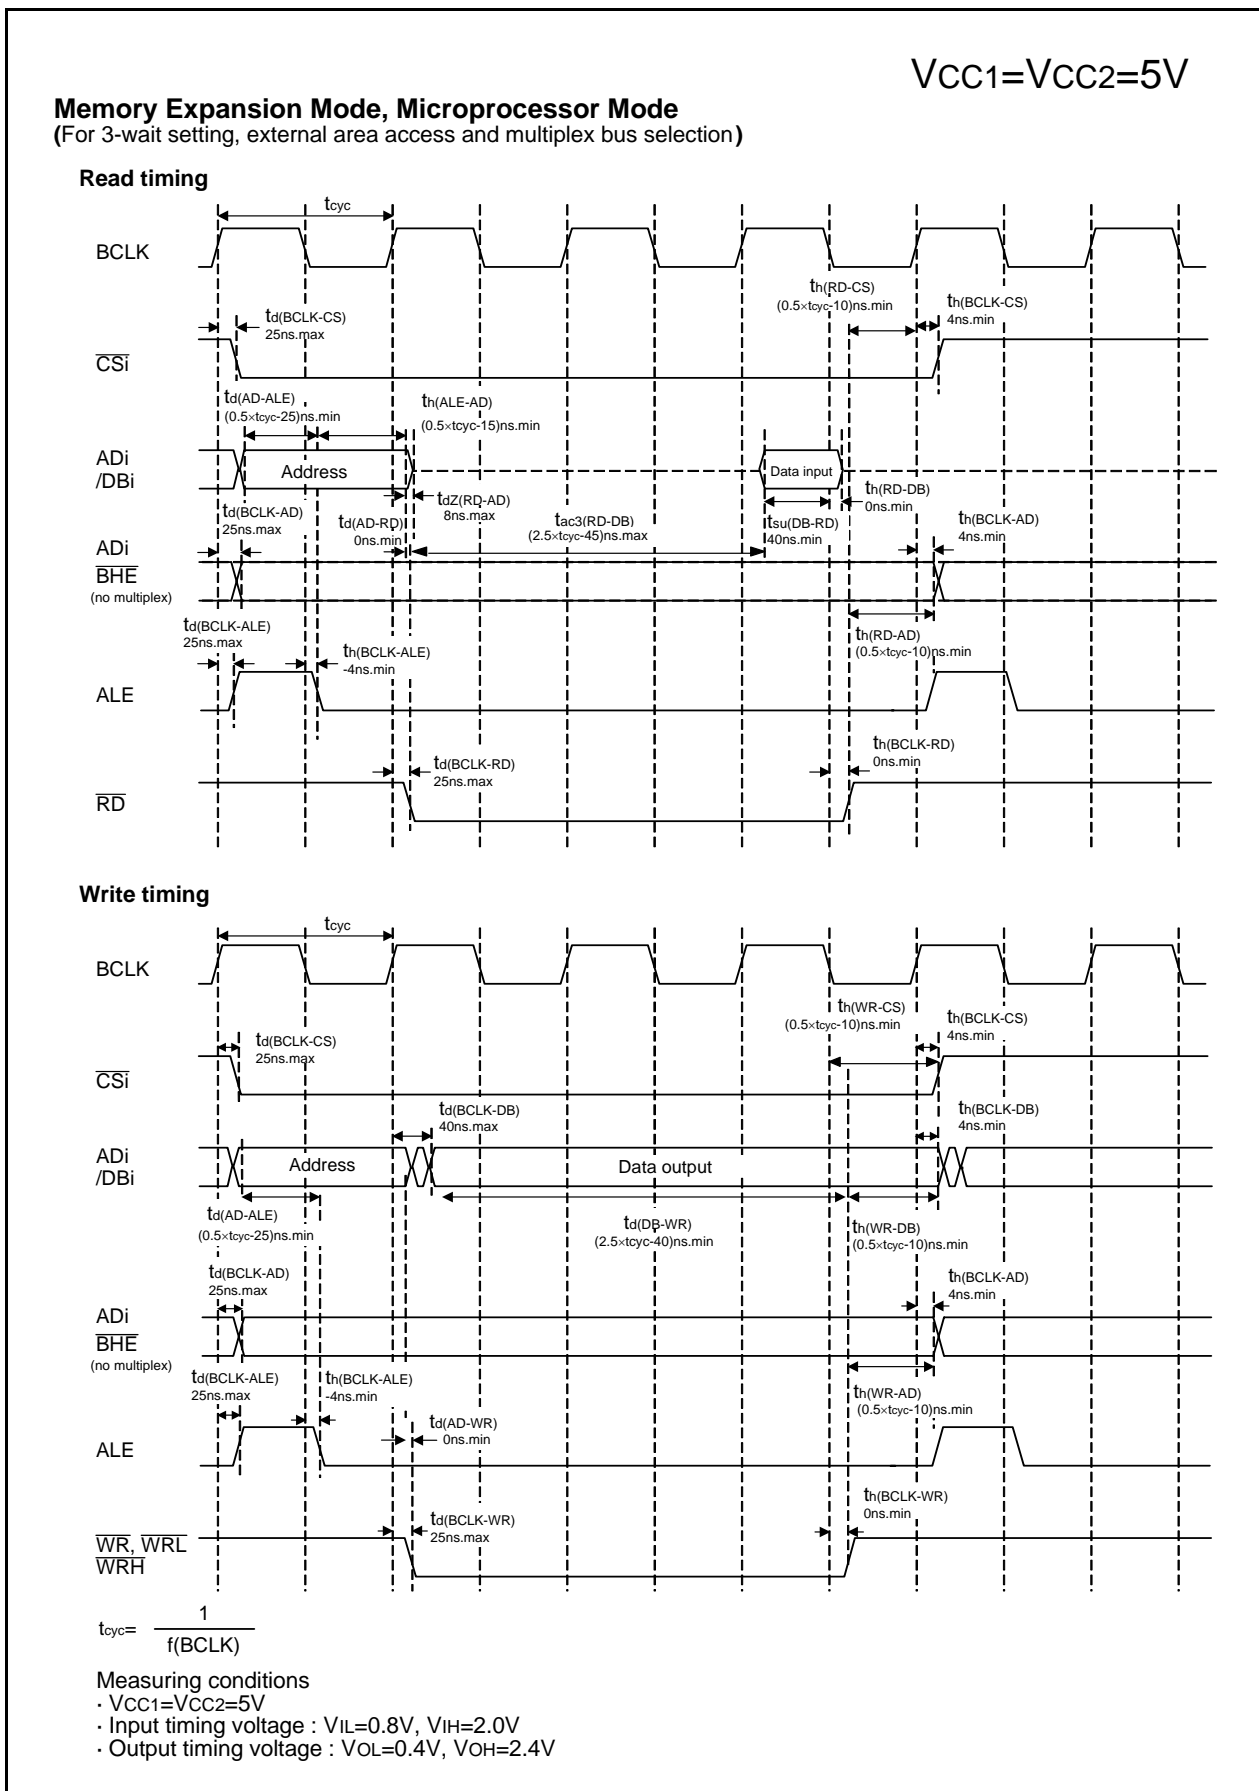 VCC1=VCC2=5V
Memory Expansion Mode, Microprocessor Mode
(For 3-wait setting, external area access and multiplex bus selection)
Read timing
tcyc
BCLK
th(RD-CS)
(0.5×tcyc-10)ns.min
th(BCLK-CS)
4ns.min
td(BCLK-CS)
25ns.max
CSi
td(AD-ALE)
(0.5×tcyc-25)ns.min
th(ALE-AD)
(0.5×tcyc-15)ns.min
ADi
/DBi
Address
Data input
tdZ(RD-AD)
8ns.max
th(RD-DB)
0ns.min
td(BCLK-AD)
25ns.max
td(AD-RD)
0ns.min
tac3(RD-DB)
(2.5×tcyc-45)ns.max
tsu(DB-RD)
40ns.min
th(BCLK-AD)
4ns.min
ADi
BHE
(no multiplex)
td(BCLK-ALE)
25ns.max
th(BCLK-ALE)
-4ns.min
th(RD-AD)
(0.5×tcyc-10)ns.min
ALE
td(BCLK-RD)
25ns.max
th(BCLK-RD)
0ns.min
RD
Write timing
tcyc
BCLK
th(WR-CS)
(0.5×tcyc-10)ns.min
th(BCLK-CS)
4ns.min
td(BCLK-CS)
25ns.max
CSi
td(BCLK-DB)
40ns.max
th(BCLK-DB)
4ns.min
ADi
/DBi
Address
Data output
td(AD-ALE)
(0.5×tcyc-25)ns.min
td(DB-WR)
(2.5×tcyc-40)ns.min
th(WR-DB)
(0.5×tcyc-10)ns.min
td(BCLK-AD)
25ns.max
th(BCLK-AD)
4ns.min
ADi
BHE
(no multiplex)
td(BCLK-ALE)
25ns.max
th(BCLK-ALE)
-4ns.min
th(WR-AD)
(0.5×tcyc-10)ns.min
td(AD-WR)
0ns.min
ALE
td(BCLK-WR)
25ns.max
th(BCLK-WR)
0ns.min
WR, WRL
WRH
tcyc= 1
f(BCLK)
Measuring conditions
· VCC1=VCC2=5V
· Input timing voltage : VIL=0.8V, VIH=2.0V
· Output timing voltage : VOL=0.4V, VOH=2.4V